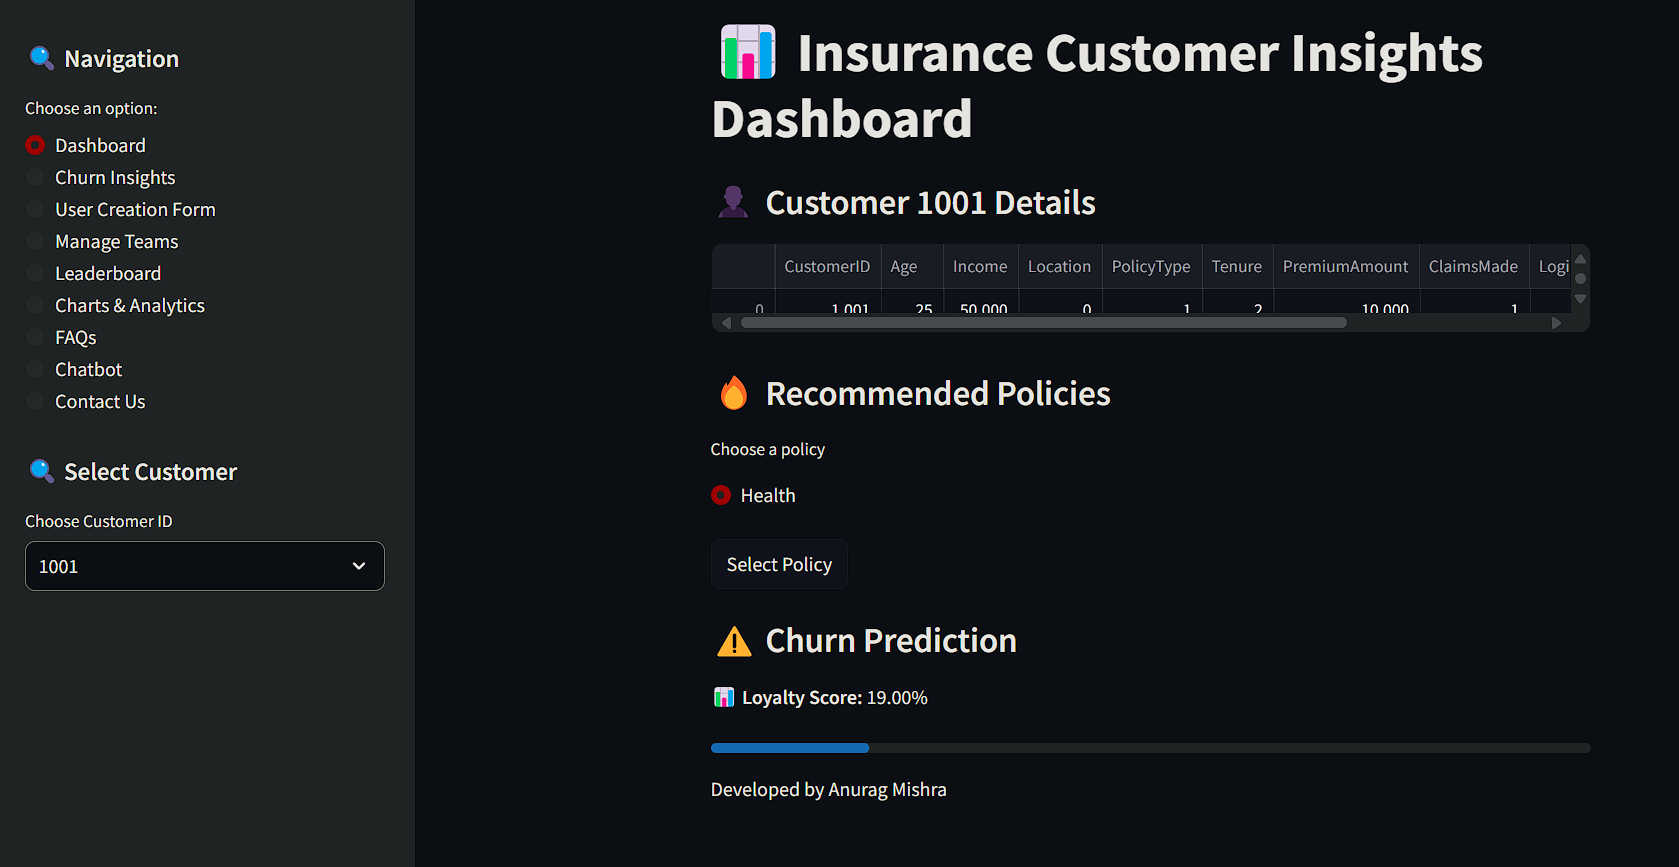 Navigation
Choose an option:
Dashboard
Churn Insights
User Creation Form
Manage Teams
Leaderboard
Charts & Analytics
FAQs
Chatbot
Contact Us
Select Customer
Choose Customer ID
1001
Insurance Customer Insights
Dashboard
Customer 1001 Details
CustomerID Age Income Location PolicyType Tenure PremiumAmount ClaimsMade Logi
0 1,001 25 50,000 0 1 2 10,000 1
Recommended Policies
Choose a policy
Health
Select Policy
Churn Prediction
Loyalty Score: 19.00%
Developed by Anurag Mishra